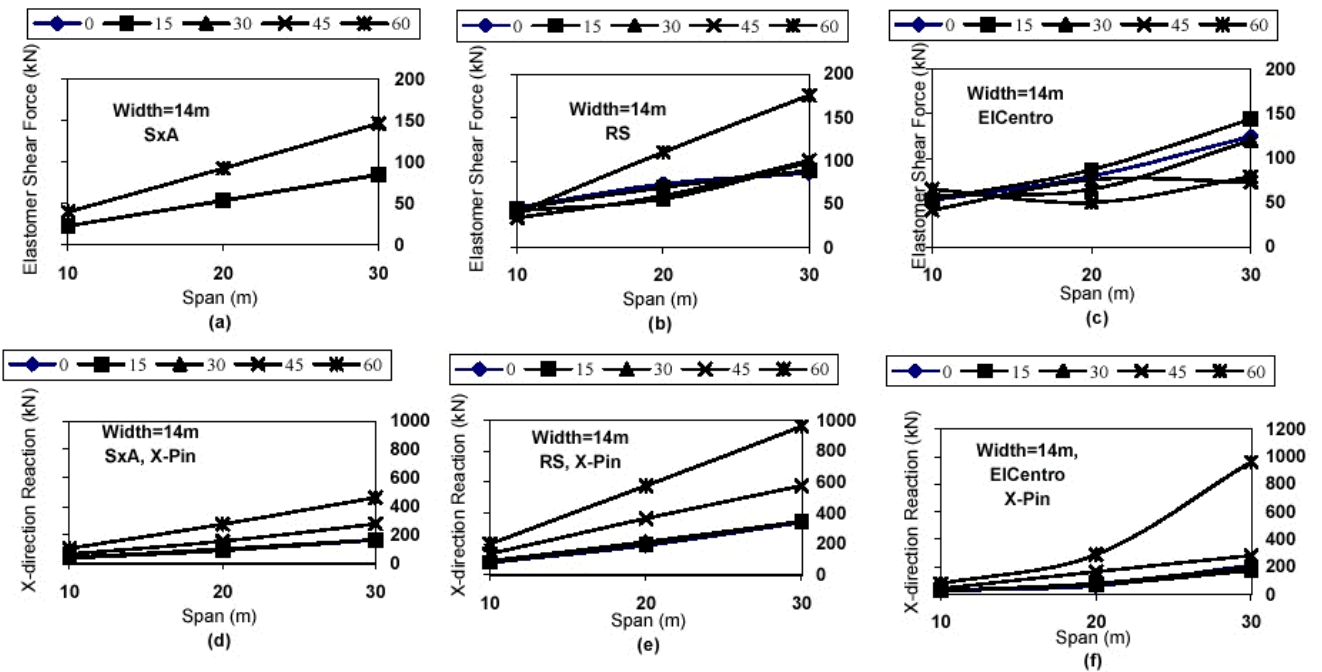 0 15 30 45 60
Elastomer Shear Force (kN)
Width=14m
SxA
200
150
100
50
0
10 20 30
Span (m)
(a)
0 15 30 45 60
Elastomer Shear Force (kN)
Width=14m
RS
200
150
100
50
0
10 20 30
Span (m)
(b)
0 15 30 45 60
Elastomer Shear Force (kN)
Width=14m
ElCentro
200
150
100
50
0
10 20 30
Span (m)
(c)
0 15 30 45 60
X-direction Reaction (kN)
Width=14m
SxA, X-Pin
1000
800
600
400
200
0
10 20 30
Span (m)
(d)
0 15 30 45 60
X-direction Reaction (kN)
Width=14m
RS, X-Pin
1000
800
600
400
200
0
10 20 30
Span (m)
(e)
0 15 30 45 60
X-direction Reaction (kN)
Width=14m,
ElCentro
X-Pin
1200
1000
800
600
400
200
0
10 20 30
Span (m)
(f)